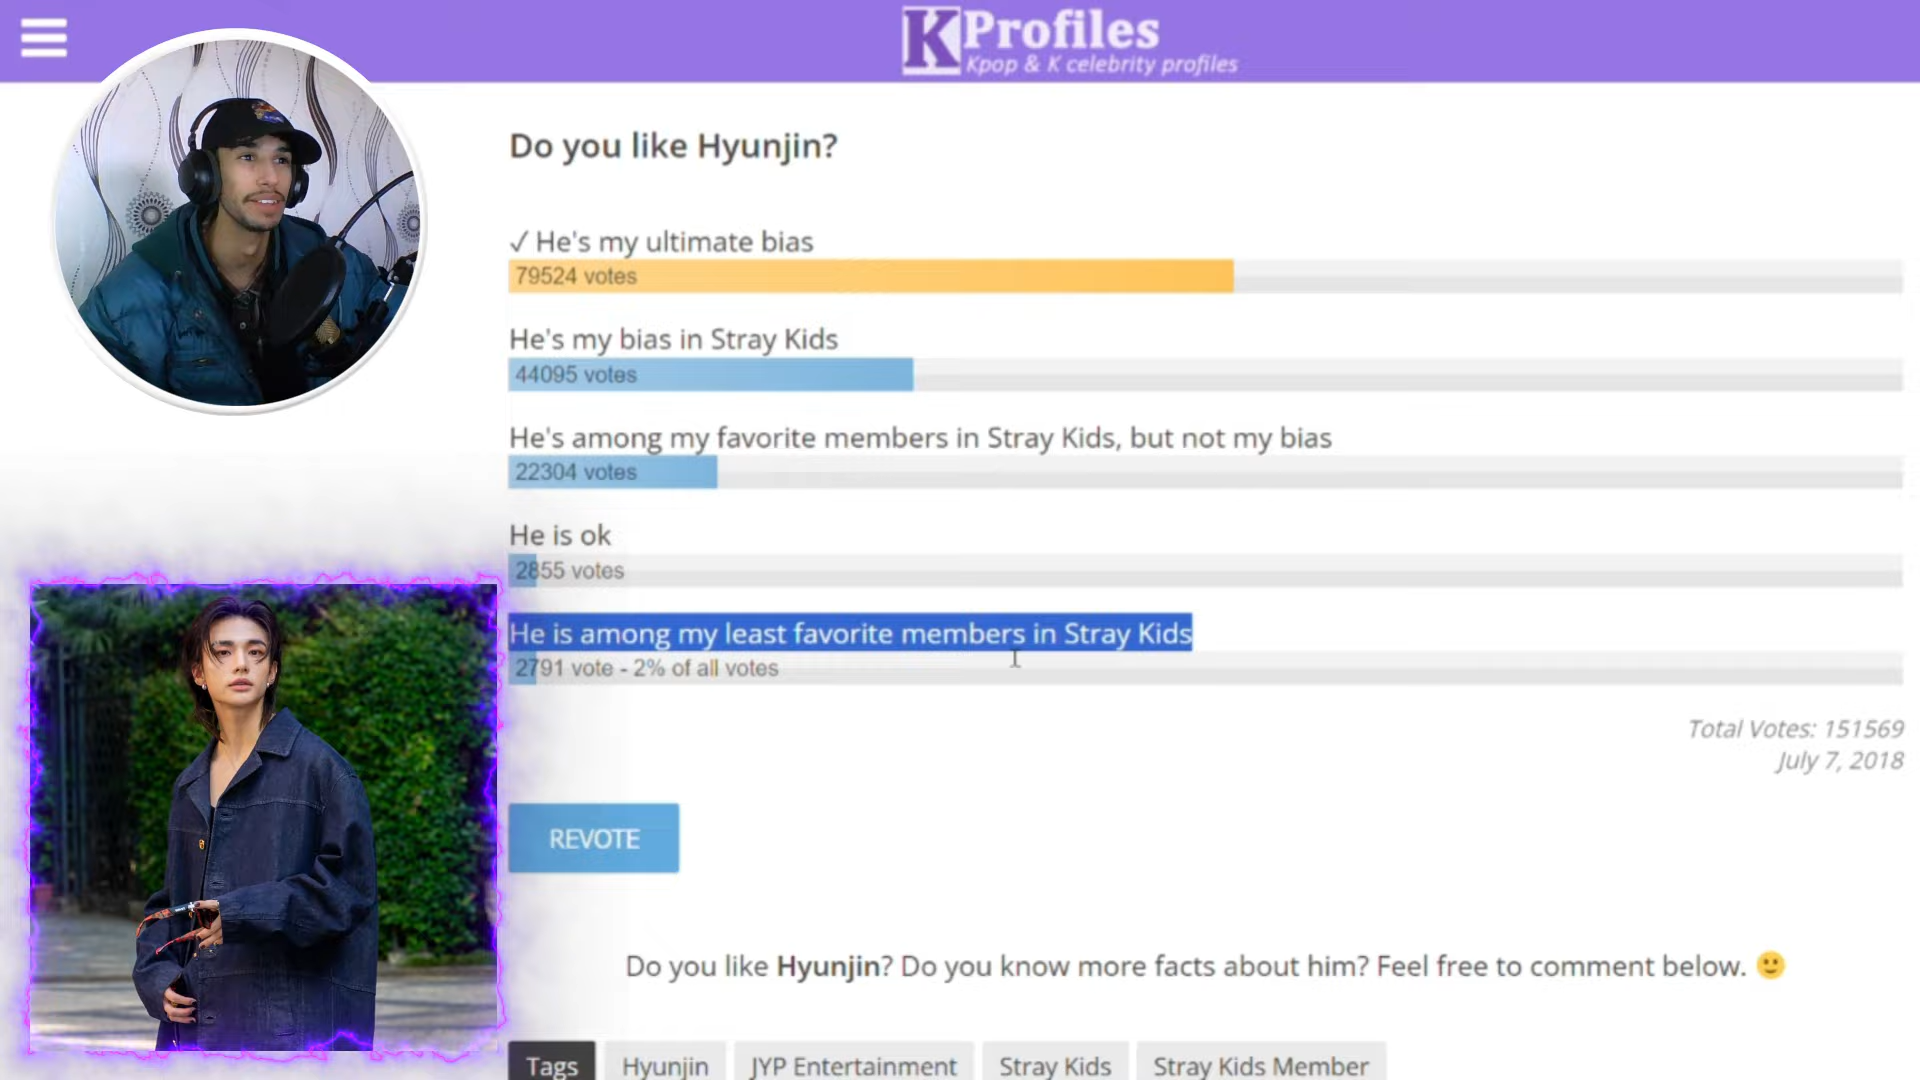 KProfiles
Kpop & K celebrity profiles
Do you like Hyunjin?
✓ He's my ultimate bias
79524 votes
He's my bias in Stray Kids
44095 votes
He's among my favorite members in Stray Kids, but not my bias
22304 votes
He is ok
2855 votes
He is among my least favorite members in Stray Kids
2791 vote - 2% of all votes
Total Votes: 151569
July 7, 2018
REVOTE
Do you like Hyunjin? Do you know more facts about him? Feel free to comment below. 🙂
Tags Hyunjin JYP Entertainment Stray Kids Stray Kids Member